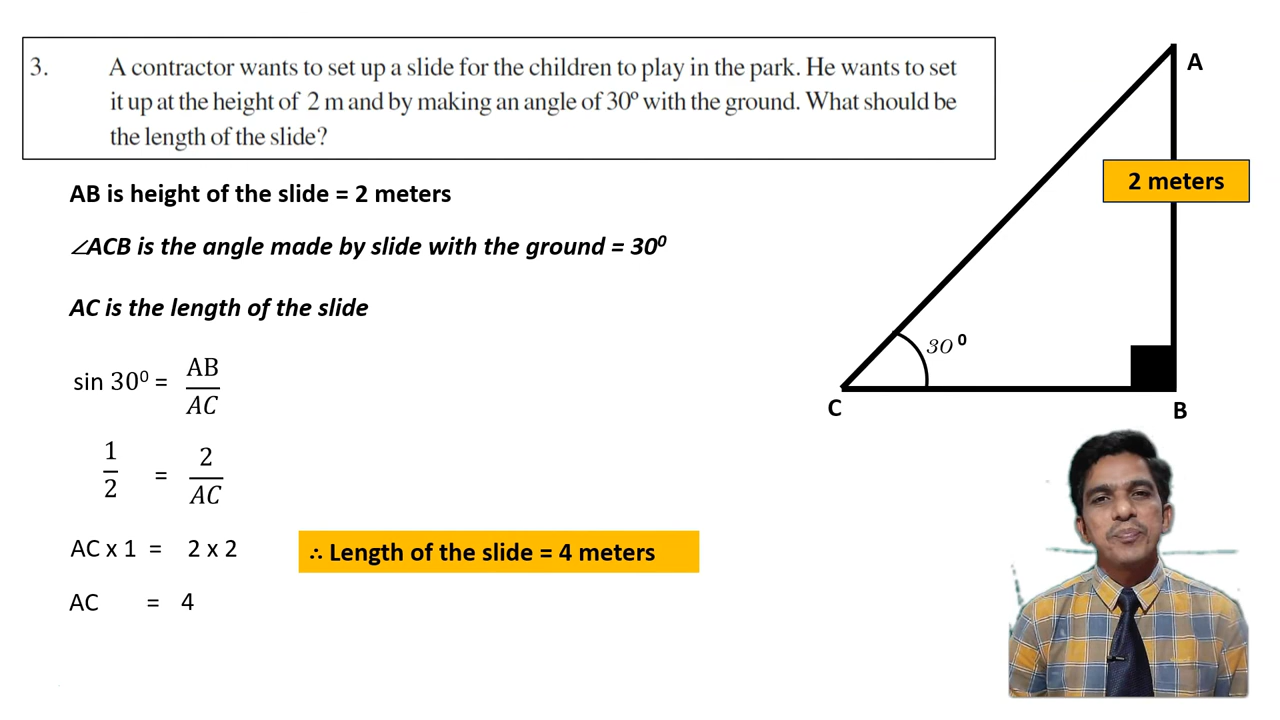 3. A contractor wants to set up a slide for the children to play in the park. He wants to set
it up at the height of 2 m and by making an angle of 30º with the ground. What should be
the length of the slide?
AB is height of the slide = 2 meters
∠ACB is the angle made by slide with the ground = 30⁰
AC is the length of the slide
sin 30⁰ = AB/AC
1/2 = 2/AC
AC x 1 = 2 x 2
AC = 4
∴ Length of the slide = 4 meters
A
2 meters
30 ⁰
C
B